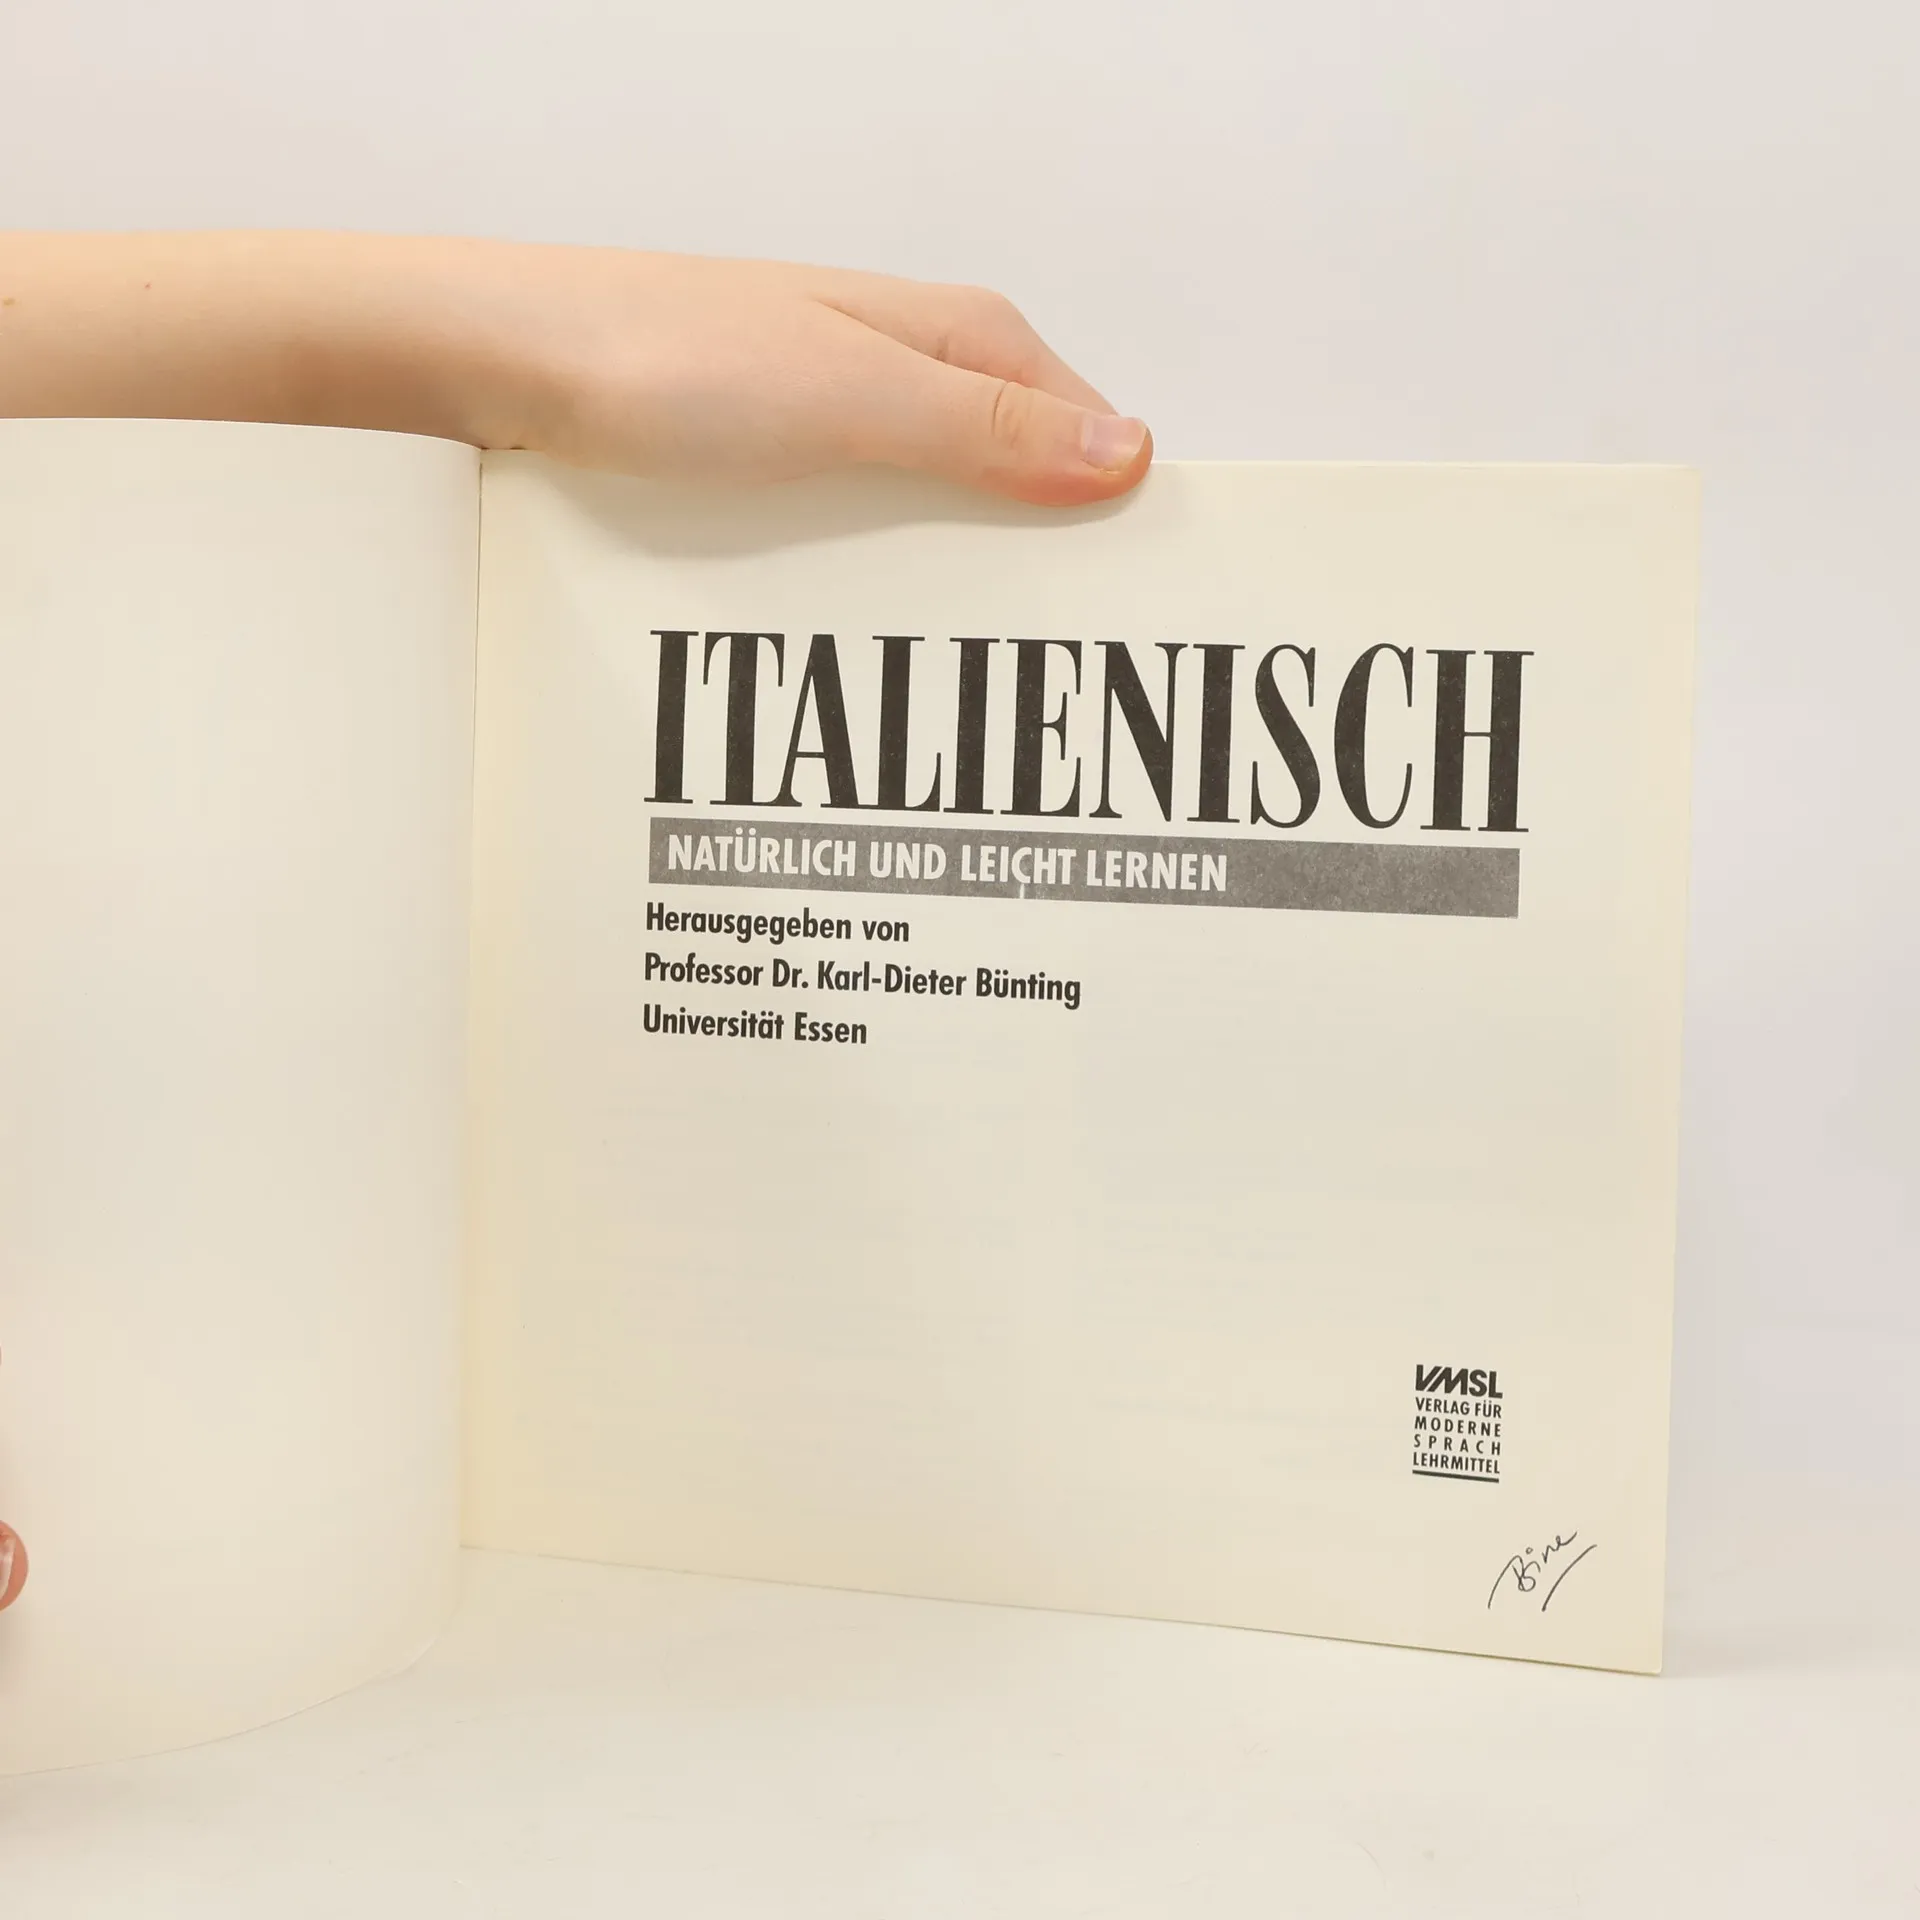 ITALIENISCH
NATÜRLICH UND LEICHT LERNEN
Herausgegeben von
Professor Dr. Karl-Dieter Bünting
Universität Essen
VMSL
VERLAG FÜR
MODERNE
SPRACH
LEHRMITTEL